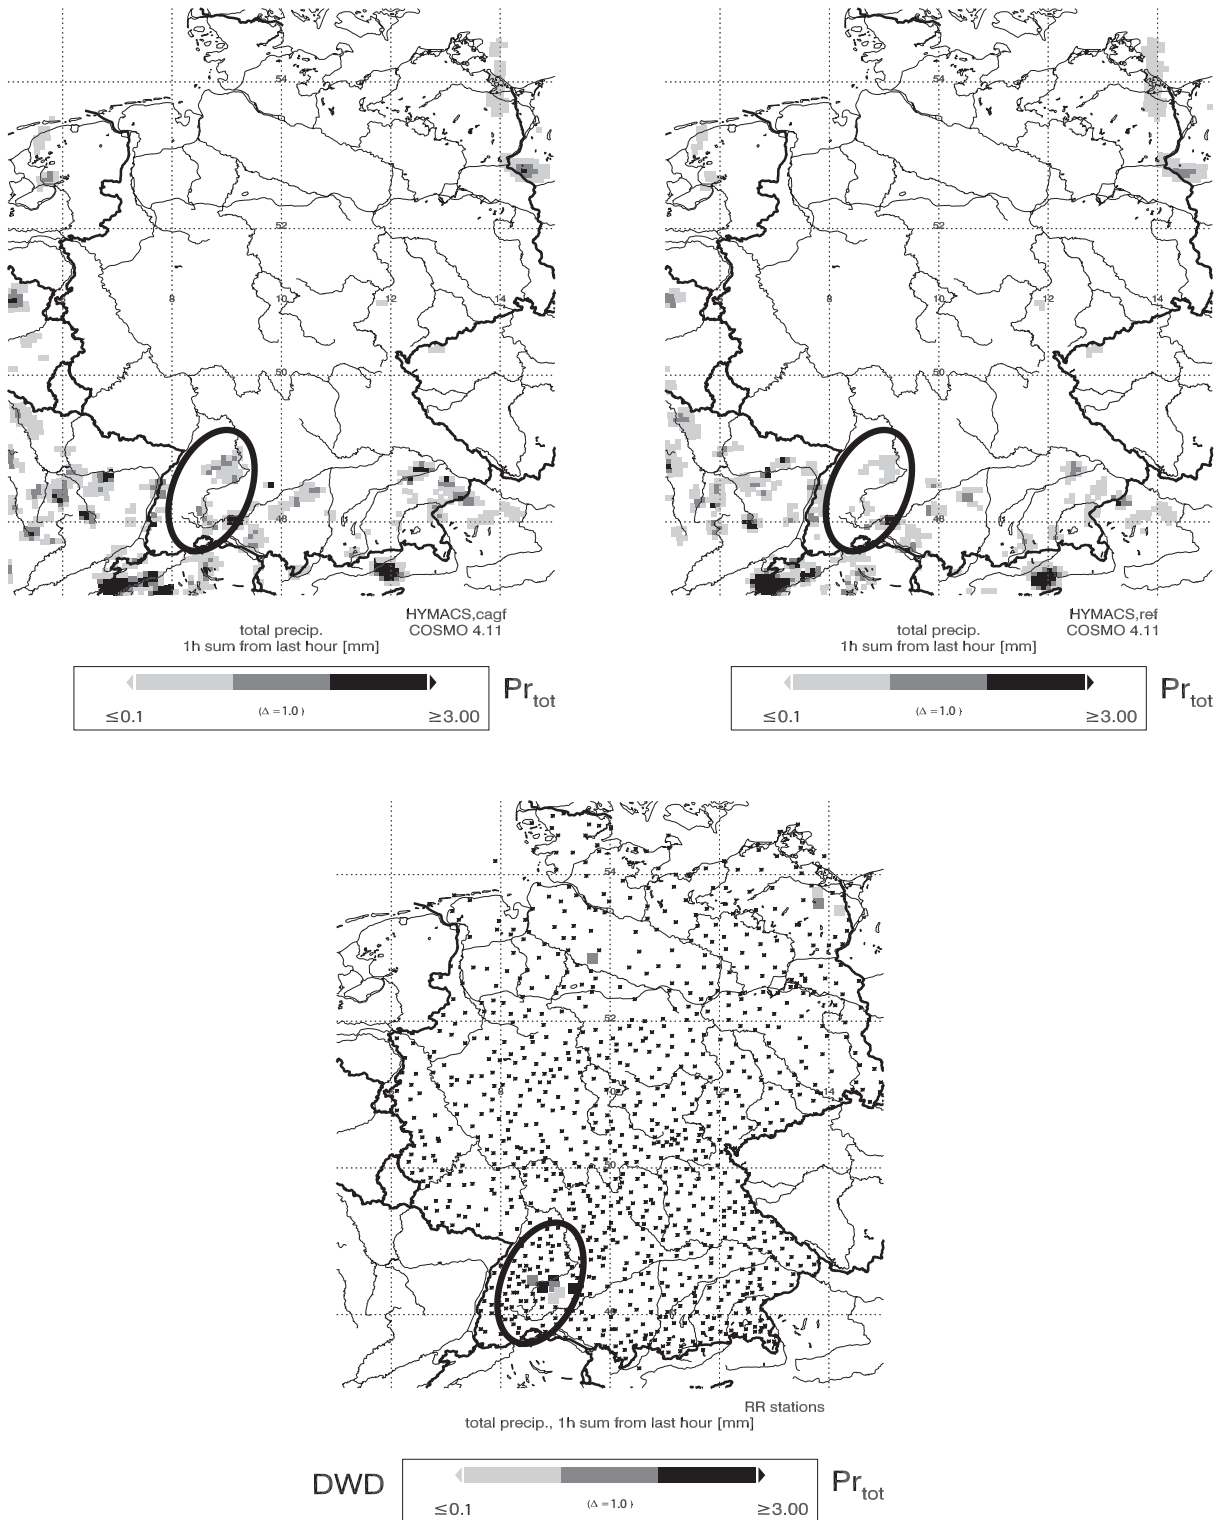 54
52
8
10
12
14
50
48
HYMACS,cagf
total precip.
COSMO 4.11
1h sum from last hour [mm]
≤0.1
(Δ =1.0 )
≥3.00
Pr tot
54
52
8
10
12
14
50
48
HYMACS,ref
total precip.
COSMO 4.11
1h sum from last hour [mm]
≤0.1
(Δ =1.0 )
≥3.00
Pr tot
54
52
8
10
12
14
50
48
RR stations
total precip., 1h sum from last hour [mm]
DWD
≤0.1
(Δ =1.0 )
≥3.00
Pr tot